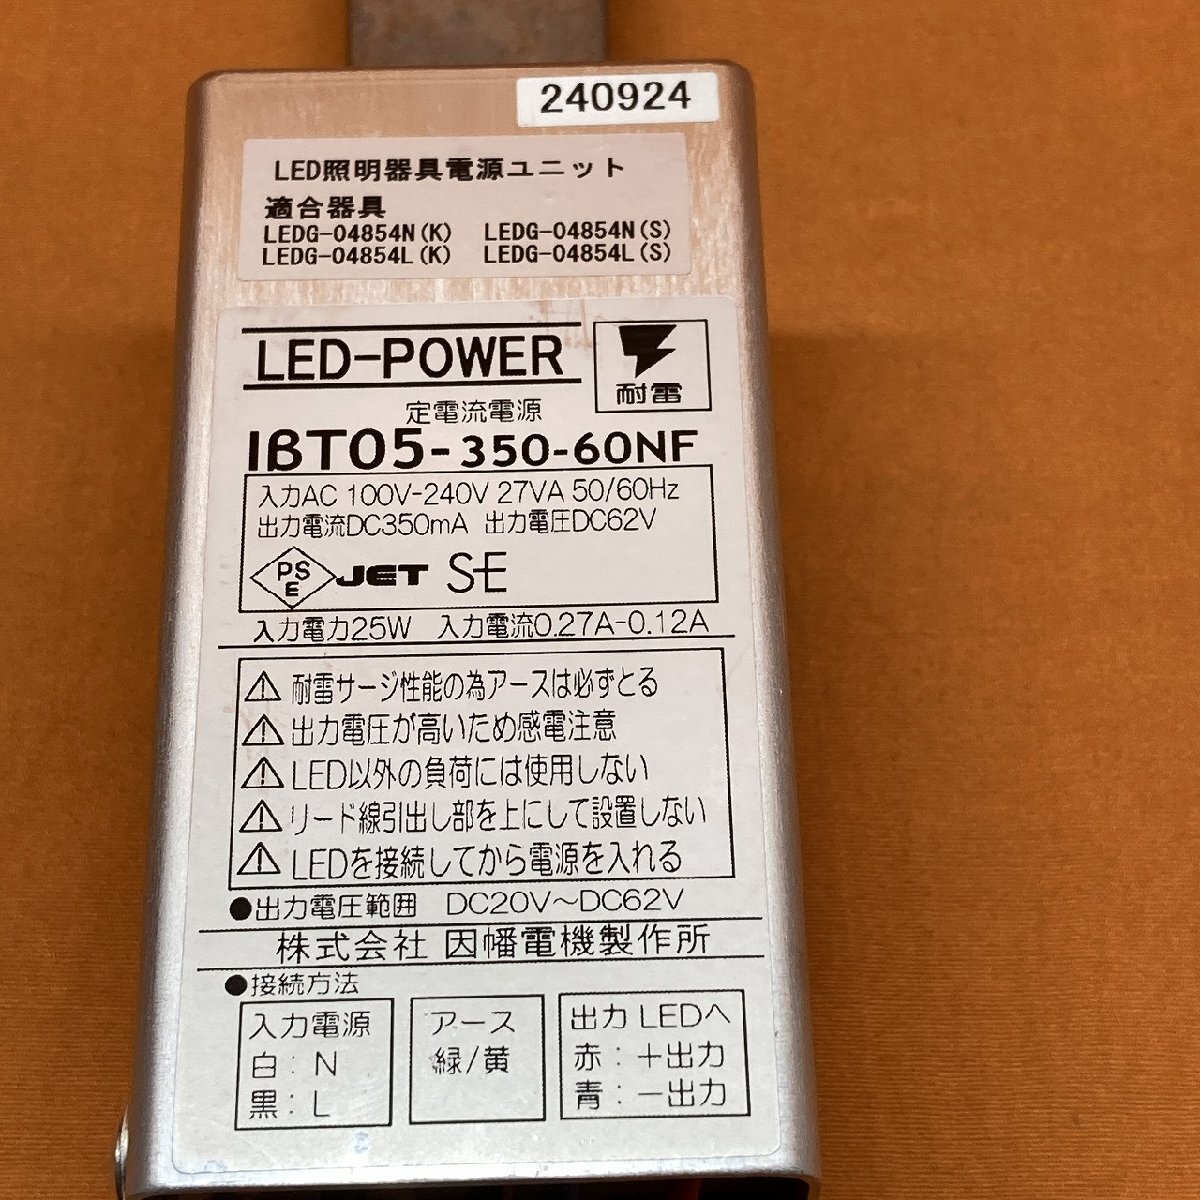 240924
LED照明器具電源ユニット
適合器具
LEDG-04854N(K) LEDG-04854N(S)
LEDG-04854L(K) LEDG-04854L(S)
LED-POWER
耐雷
定電流電源
IBT05-350-60NF
入力AC 100V-240V 27VA 50/60Hz
出力電流DC350mA 出力電圧DC62V
PS
E
JET S-E
入力電力25W 入力電流0.27A-0.12A
耐雷サージ性能の為アースは必ずとる
出力電圧が高いため感電注意
LED以外の負荷には使用しない
リード線引出し部を上にして設置しない
LEDを接続してから電源を入れる
●出力電圧範囲 DC20V～DC62V
株式会社 因幡電機製作所
●接続方法
入力電源
白：N
黒：L
アース
緑/黄
出力 LEDへ
赤：＋出力
青：－出力